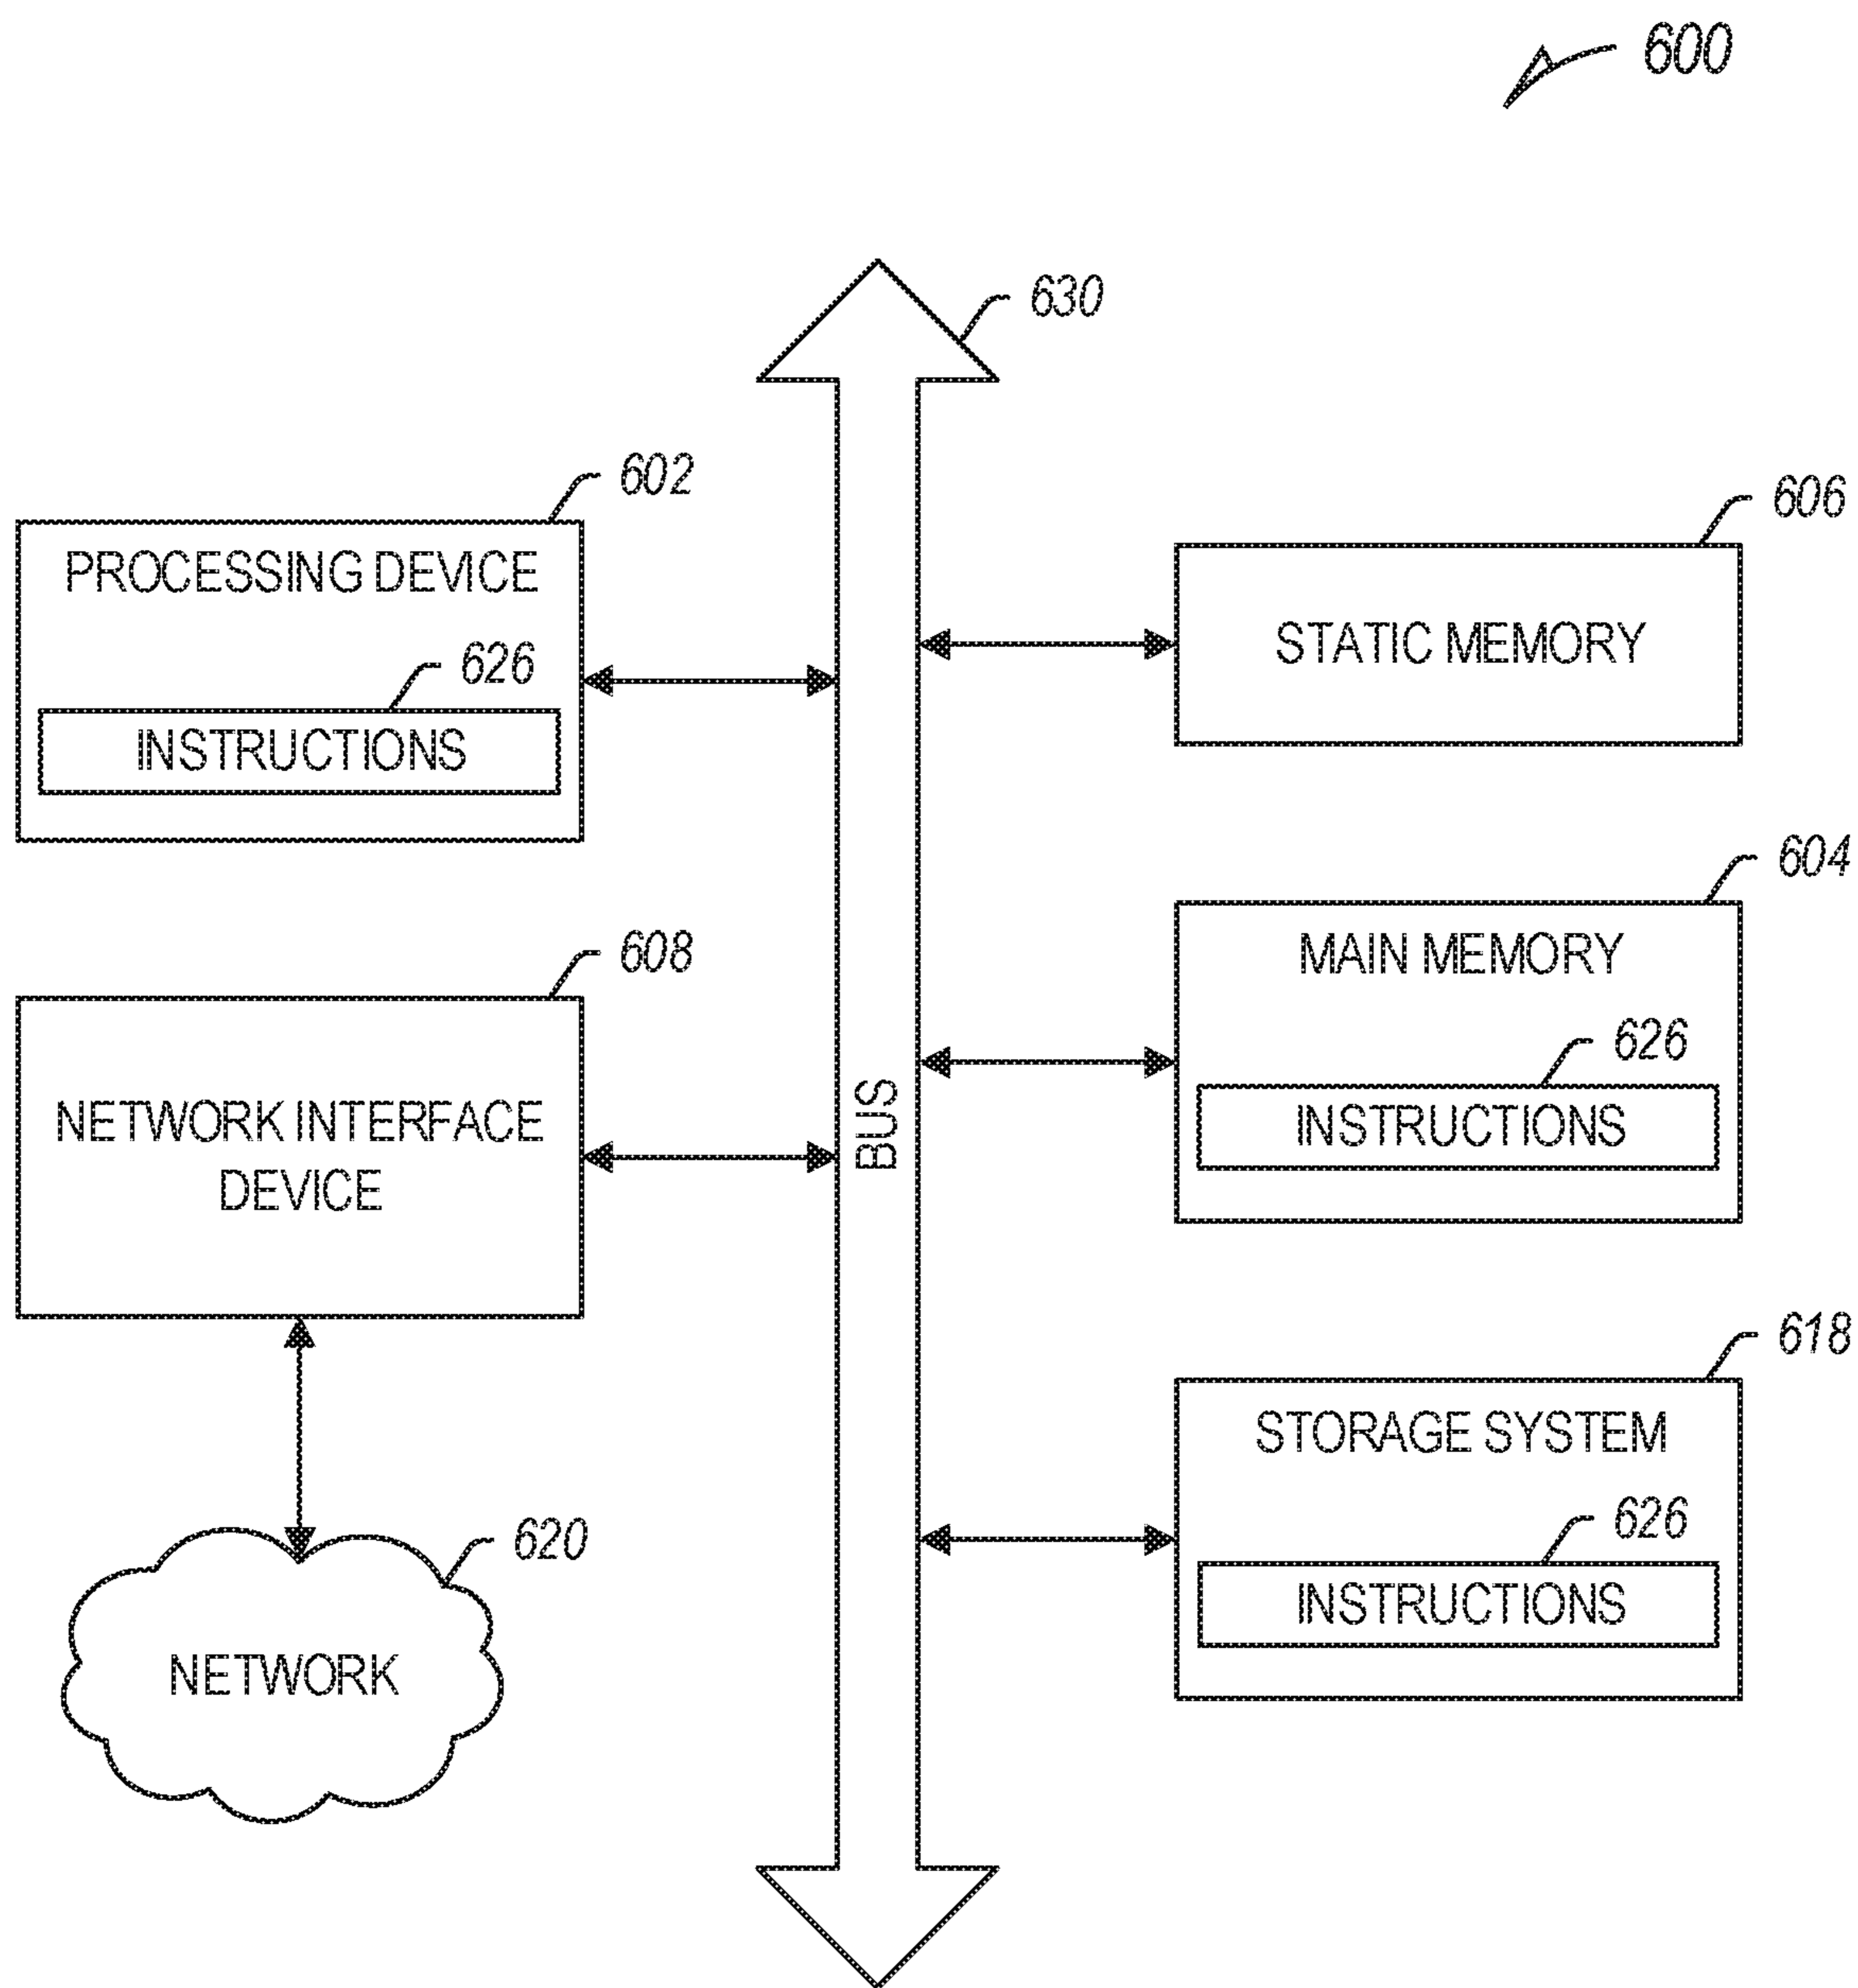 600
630
602
PROCESSING DEVICE
626
INSTRUCTIONS
606
STATIC MEMORY
604
MAIN MEMORY
626
INSTRUCTIONS
608
NETWORK INTERFACE
DEVICE
BUS
618
STORAGE SYSTEM
626
INSTRUCTIONS
620
NETWORK